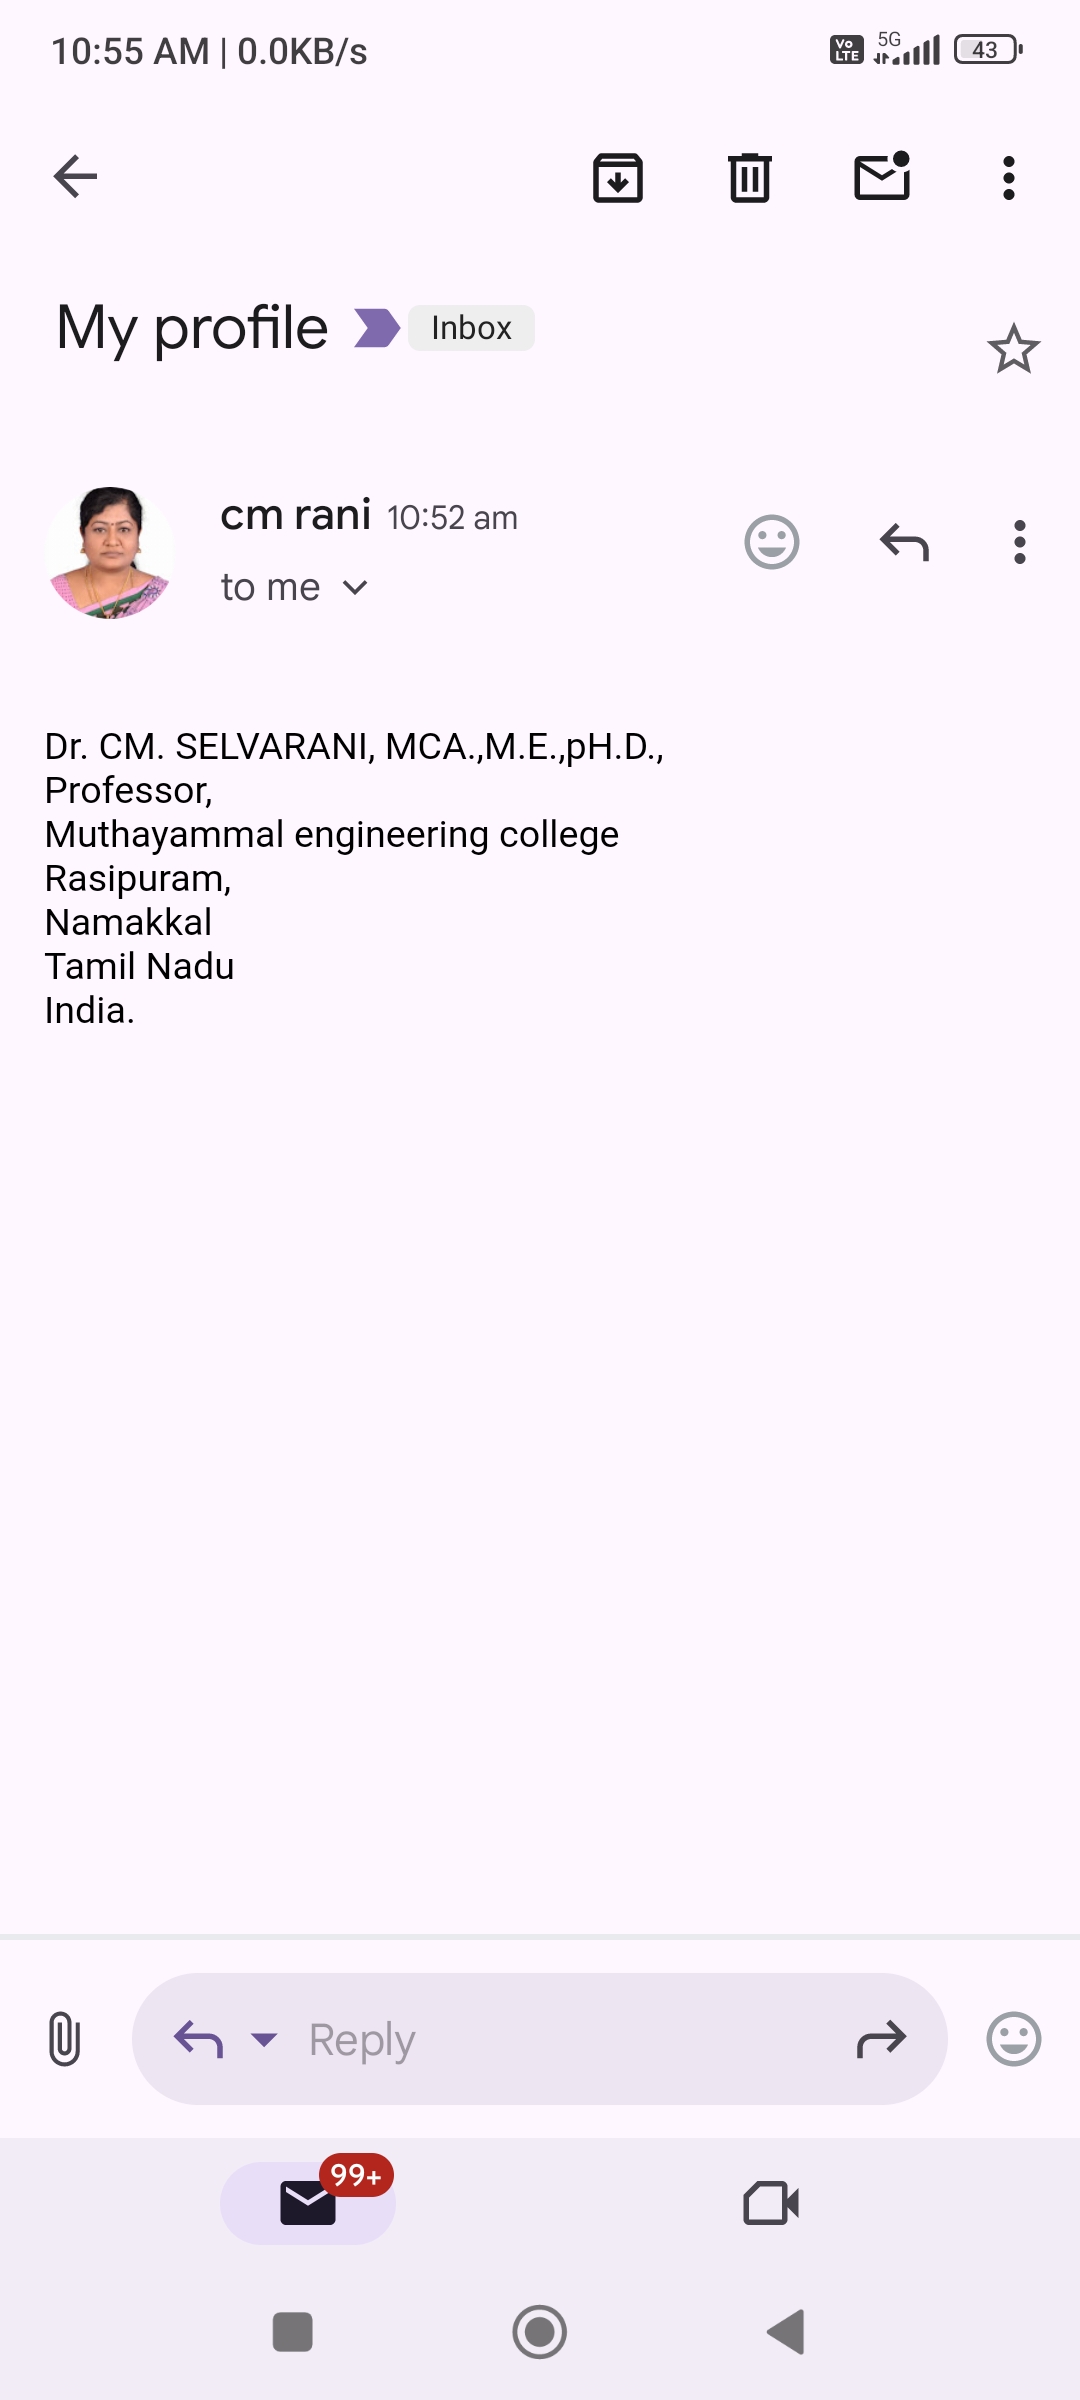 10:55 AM | 0.0KB/s
Vo LTE 5G 43
My profile Inbox
cm rani 10:52 am
to me
Dr. CM. SELVARANI, MCA.,M.E.,pH.D.,
Professor,
Muthayammal engineering college
Rasipuram,
Namakkal
Tamil Nadu
India.
Reply
99+